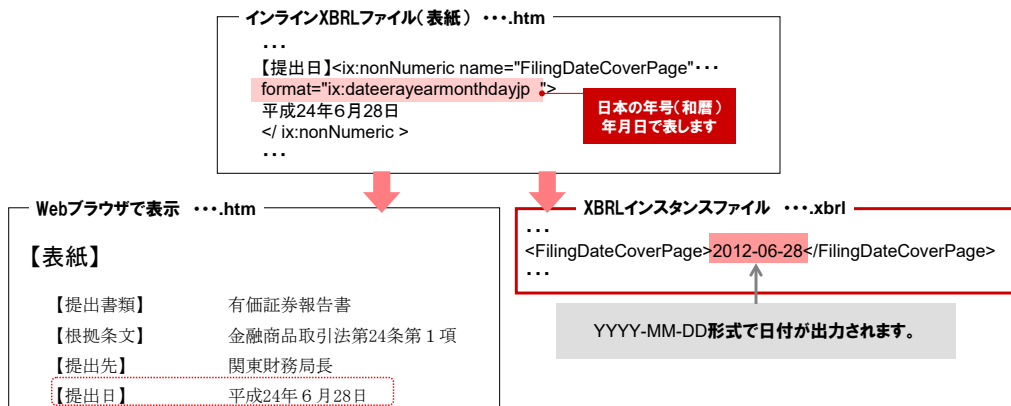 インラインXBRLファイル(表紙) ・・・.htm
・・・
【提出日】<ix:nonNumeric name="FilingDateCoverPage"・・・
format="ix:dateerayearmonthdayjp ">
平成24年6月28日
</ ix:nonNumeric >
・・・
日本の年号(和暦)
年月日で表します
Webブラウザで表示 ・・・.htm
【表紙】
【提出書類】 有価証券報告書
【根拠条文】 金融商品取引法第24条第1項
【提出先】 関東財務局長
【提出日】 平成24年6月28日
XBRLインスタンスファイル ・・・.xbrl
・・・
<FilingDateCoverPage>2012-06-28</FilingDateCoverPage>
・・・
YYYY-MM-DD形式で日付が出力されます。